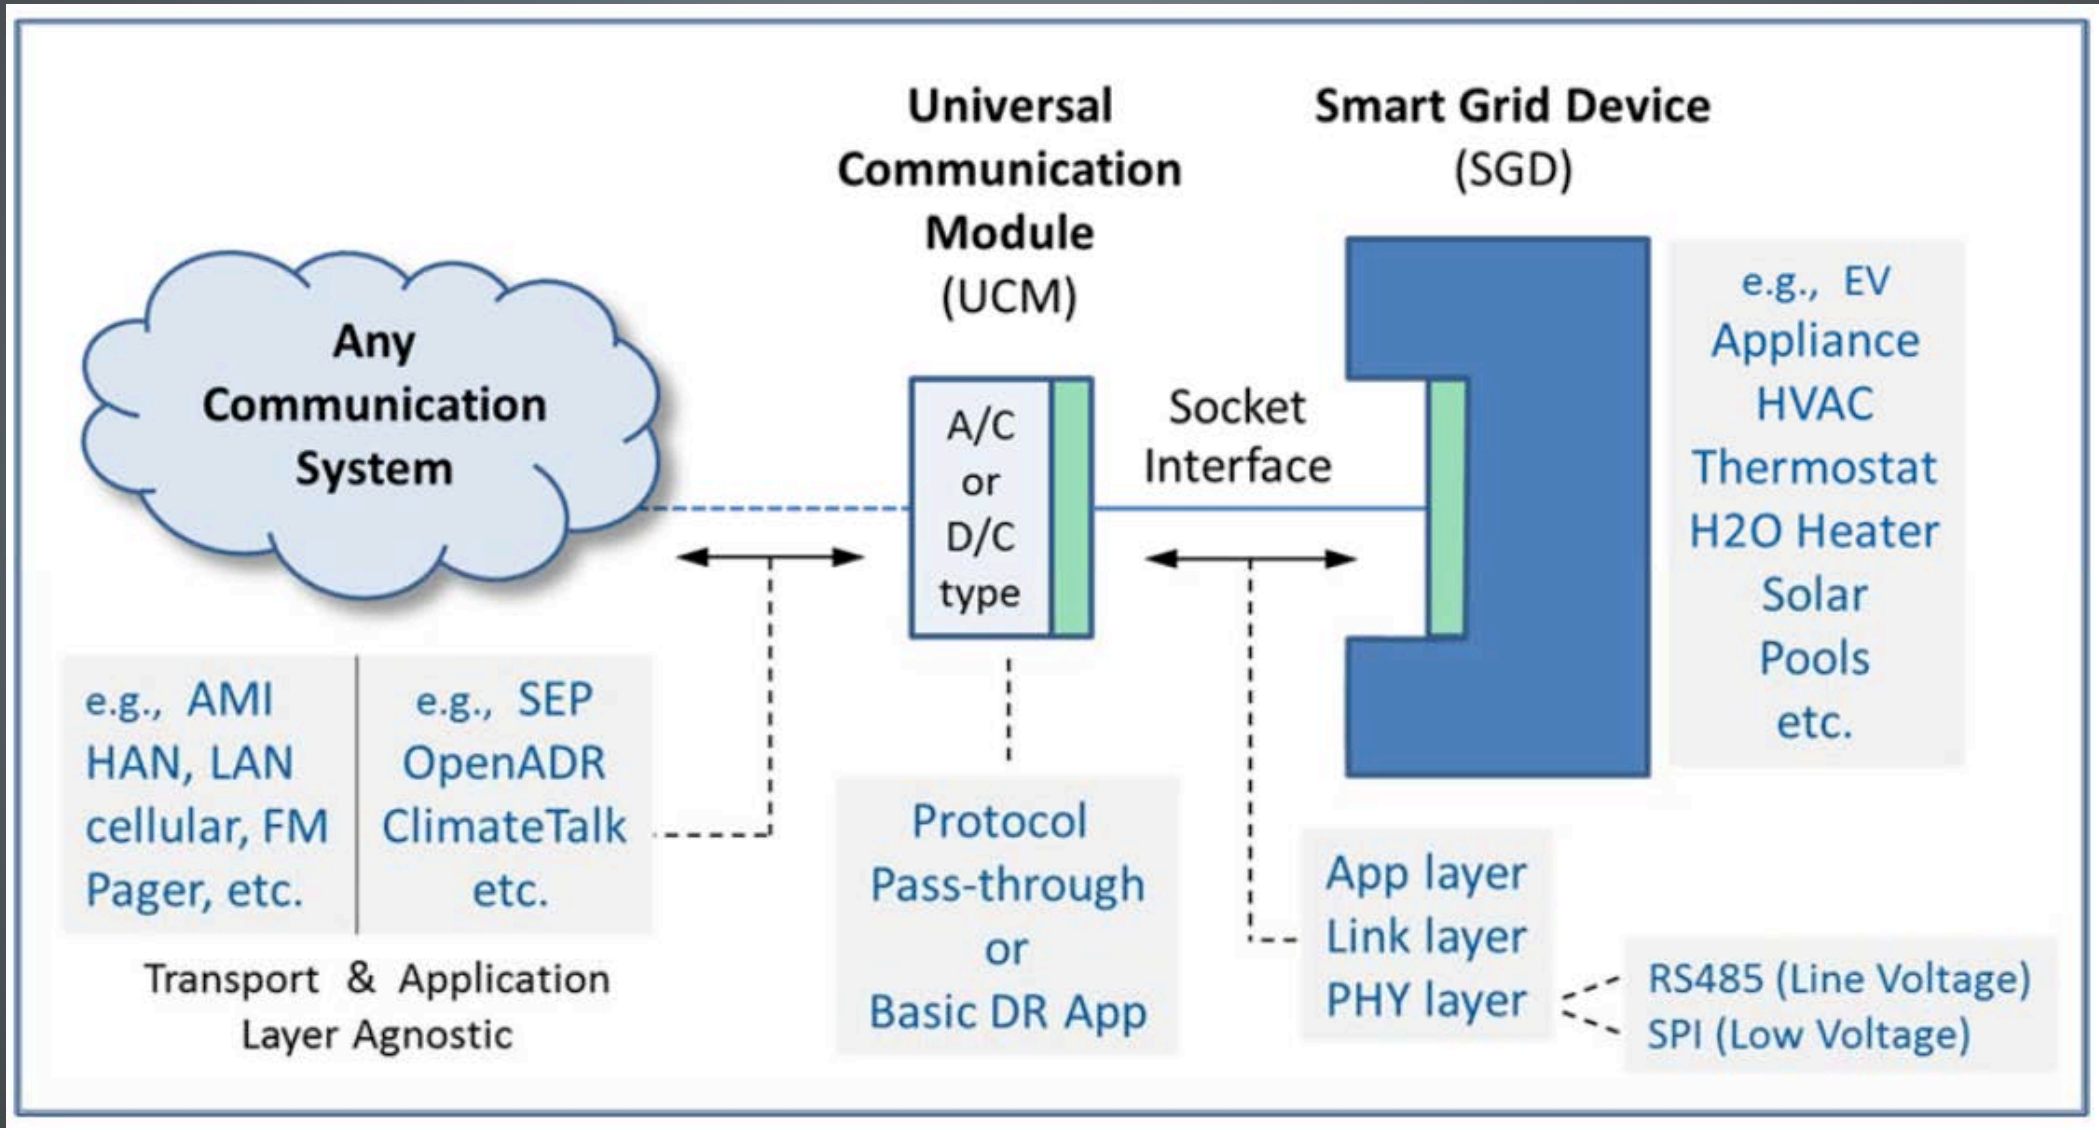 Universal
Communication
Module
(UCM)
Smart Grid Device
(SGD)
Any
Communication
System
A/C
or
D/C
type
Socket
Interface
e.g., EV
Appliance
HVAC
Thermostat
H2O Heater
Solar
Pools
etc.
e.g., AMI
HAN, LAN
cellular, FM
Pager, etc.
e.g., SEP
OpenADR
ClimateTalk
etc.
Transport & Application
Layer Agnostic
Protocol
Pass-through
or
Basic DR App
App layer
Link layer
PHY layer
RS485 (Line Voltage)
SPI (Low Voltage)